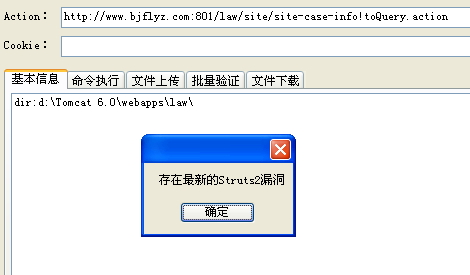 Action: http://www.bjflyz.com:801/law/site/site-case-info!toQuery.action
Cookie:
基本信息 命令执行 文件上传 批量验证 文件下载
dir:d:\Tomcat 6.0\webapps\law\
存在最新的Struts2漏洞
确定